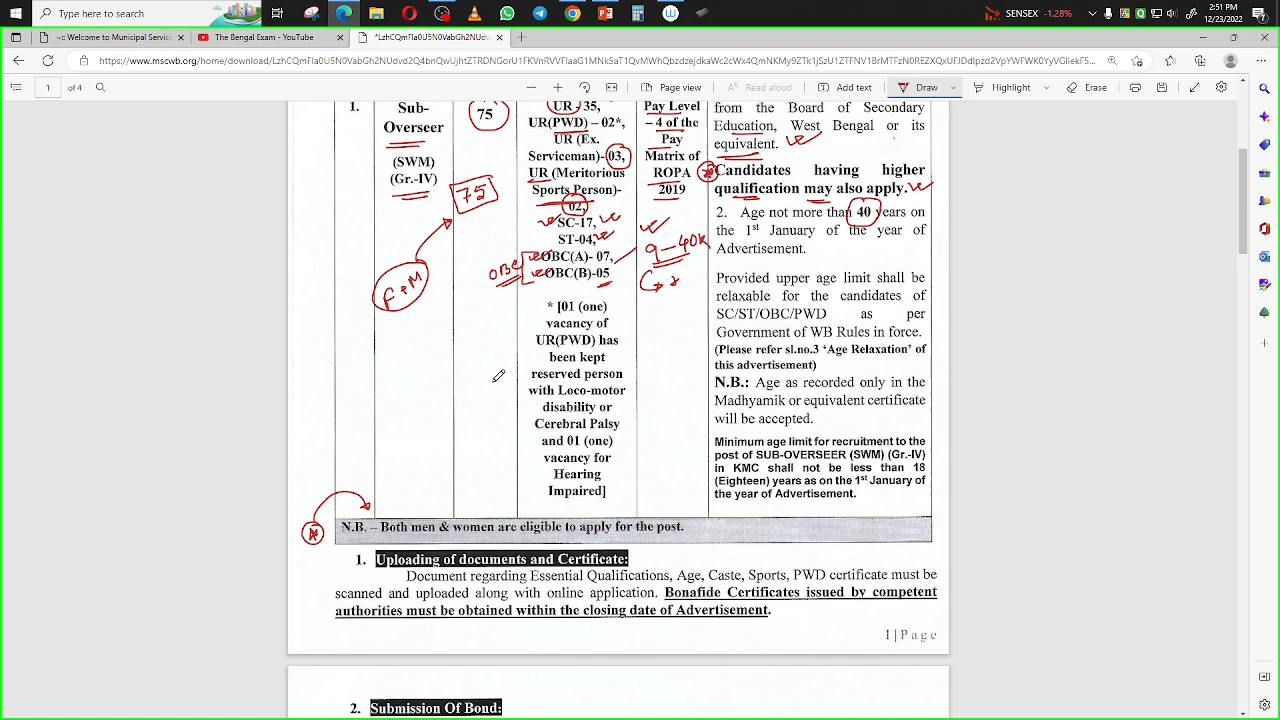 Type here to search
SENSEX -1.28%
2:51 PM
12/23/2022
~:: Welcome to Municipal Service
The Bengal Exam - YouTube
*LzhCQmFla0U5N0VabGh2NUdv
1 of 4
Page view
Read aloud
Add text
Draw
Highlight
Erase
1.
Sub-
Overseer
(SWM)
(Gr.-IV)
75
UR - 35,
UR(PWD) – 02*,
UR (Ex.
Serviceman)- 03,
UR (Meritorious
Sports Person)-
02,
SC-17,
ST-04,
OBC(A)- 07,
OBC(B)-05
* [01 (one)
vacancy of
UR(PWD) has
been kept
reserved person
with Loco-motor
disability or
Cerebral Palsy
and 01 (one)
vacancy for
Hearing
Impaired]
Pay Level
– 4 of the
Pay
Matrix of
ROPA
2019
from the Board of Secondary
Education, West Bengal or its
equivalent.
Candidates having higher
qualification may also apply.
2. Age not more than 40 years on
the 1st January of the year of
Advertisement.
Provided upper age limit shall be
relaxable for the candidates of
SC/ST/OBC/PWD as per
Government of WB Rules in force.
(Please refer sl.no.3 'Age Relaxation' of
this advertisement)
N.B.: Age as recorded only in the
Madhyamik or equivalent certificate
will be accepted.
Minimum age limit for recruitment to the
post of SUB-OVERSEER (SWM) (Gr.-IV)
in KMC shall not be less than 18
(Eighteen) years as on the 1st January of
the year of Advertisement.
75
F + M
OBC
9 – 40K
N.B. – Both men & women are eligible to apply for the post.
1. Uploading of documents and Certificate:
Document regarding Essential Qualifications, Age, Caste, Sports, PWD certificate must be
scanned and uploaded along with online application. Bonafide Certificates issued by competent
authorities must be obtained within the closing date of Advertisement.
1 | P a g e
2. Submission Of Bond: